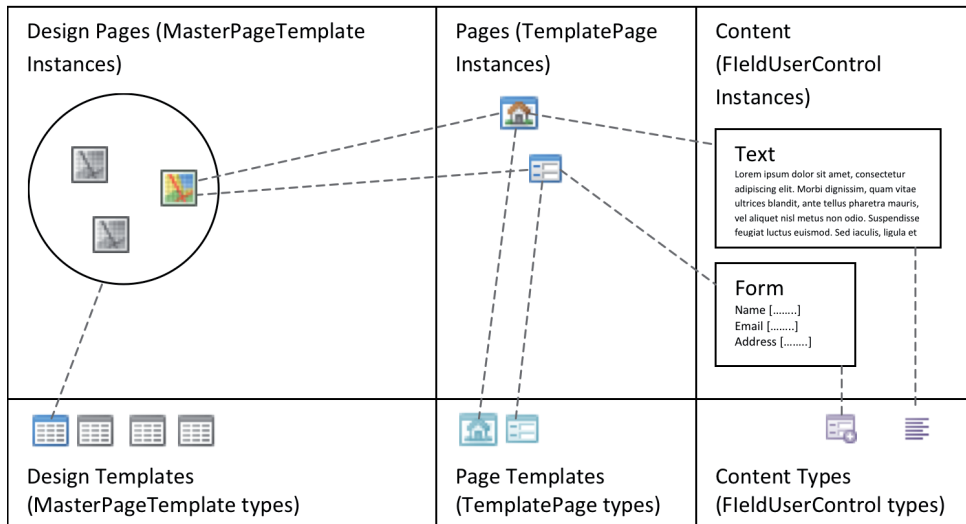 Design Pages (MasterPageTemplate
Instances)
Pages (TemplatePage
Instances)
Content
(FIeldUserControl
Instances)
Text
Lorem ipsum dolor sit amet, consectetur
adipiscing elit. Morbi dignissim, quam vitae
ultrices blandit, ante tellus pharetra mauris,
vel aliquet nisl metus non odio. Suspendisse
feugiat luctus euismod. Sed iaculis, ligula et
Form
Name [........]
Email [........]
Address [........]
Design Templates
(MasterPageTemplate types)
Page Templates
(TemplatePage types)
Content Types
(FIeldUserControl types)